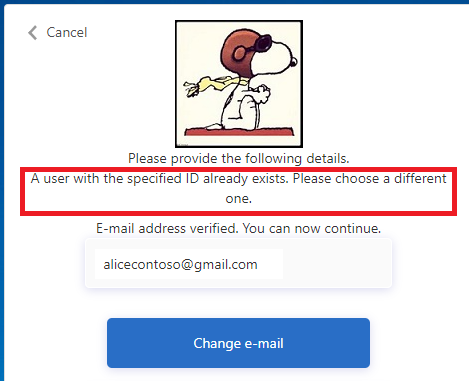 Cancel
Please provide the following details.
A user with the specified ID already exists. Please choose a different
one.
E-mail address verified. You can now continue.
alicecontoso@gmail.com
Change e-mail